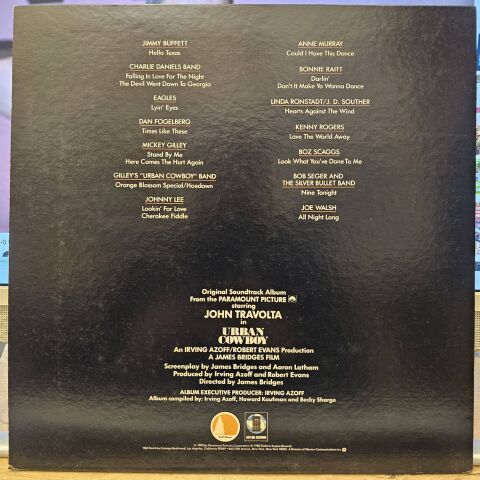 JIMMY BUFFETT
Hello Texas
CHARLIE DANIELS BAND
Falling In Love For The Night
The Devil Went Down To Georgia
EAGLES
Lyin' Eyes
DAN FOGELBERG
Times Like These
MICKEY GILLEY
Stand By Me
Here Comes The Hurt Again
GILLEY'S "URBAN COWBOY" BAND
Orange Blossom Special/Hoedown
JOHNNY LEE
Lookin' For Love
Cherokee Fiddle
ANNE MURRAY
Could I Have This Dance
BONNIE RAITT
Darlin'
Don't It Make Ya Wanna Dance
LINDA RONSTADT/J. D. SOUTHER
Hearts Against The Wind
KENNY ROGERS
Love The World Away
BOZ SCAGGS
Look What You've Done To Me
BOB SEGER AND
THE SILVER BULLET BAND
Nine Tonight
JOE WALSH
All Night Long
Original Soundtrack Album
From the PARAMOUNT PICTURE
starring
JOHN TRAVOLTA
in
URBAN
COWBOY
An IRVING AZOFF/ROBERT EVANS Production
A JAMES BRIDGES FILM
Screenplay by James Bridges and Aaron Latham
Produced by Irving Azoff and Robert Evans
Directed by James Bridges
ALBUM EXECUTIVE PRODUCER: IRVING AZOFF
Album compiled by: Irving Azoff, Howard Kaufman and Becky Shargo
Full Moon
ASYLUM RECORDS